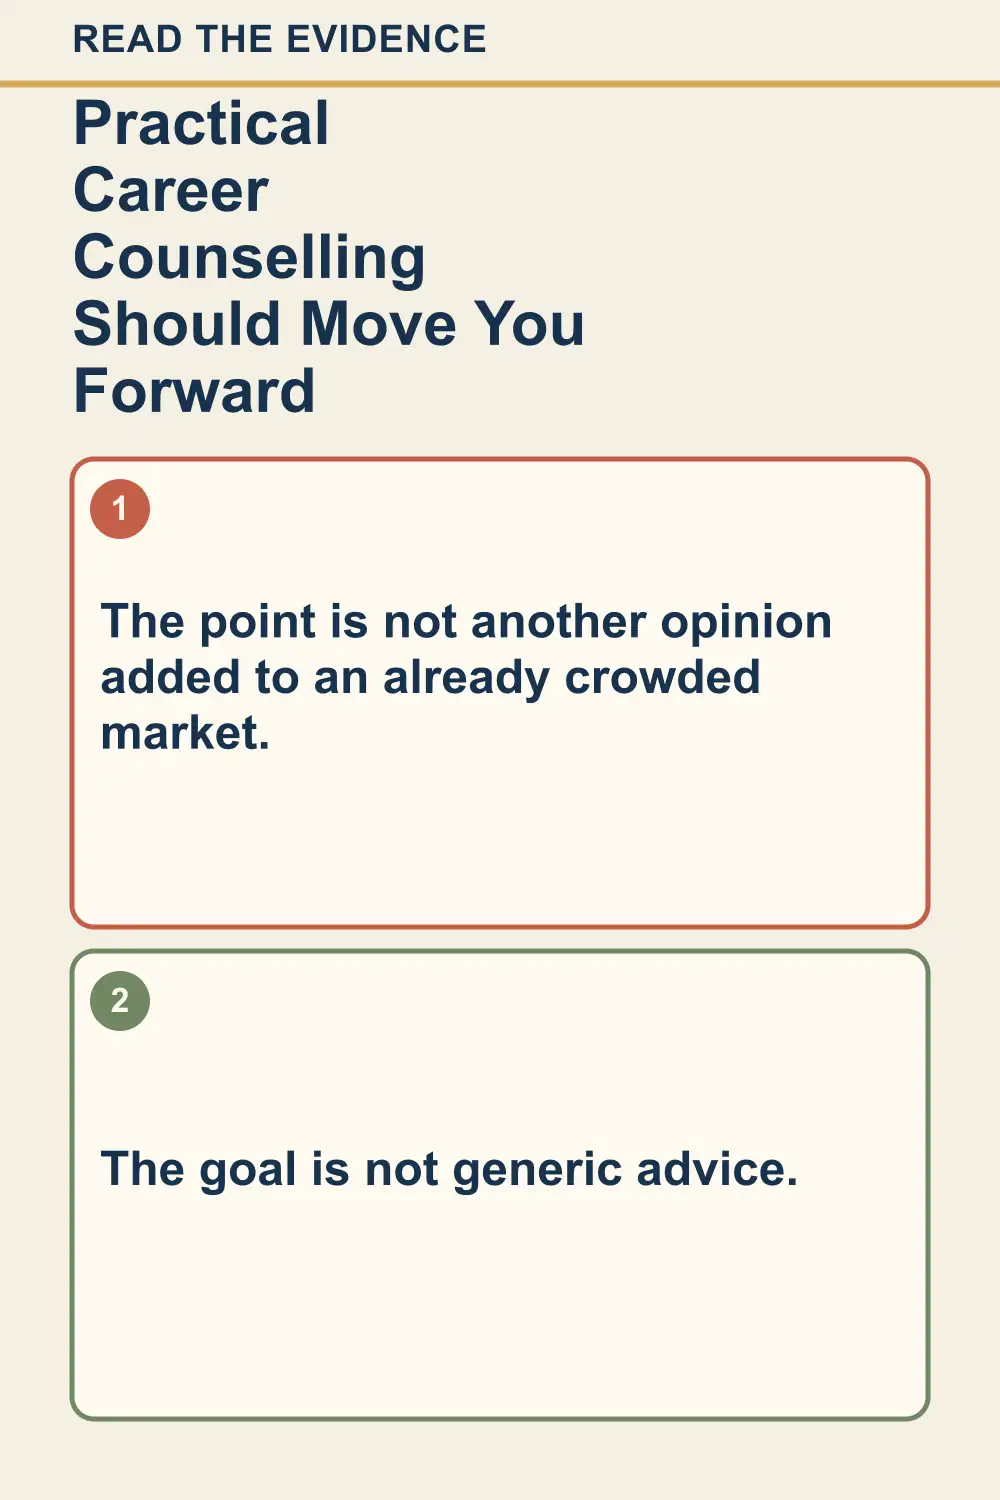 READ THE EVIDENCE
Practical
Career
Counselling
Should Move You
Forward
1
The point is not another opinion
added to an already crowded
market.
2
The goal is not generic advice.